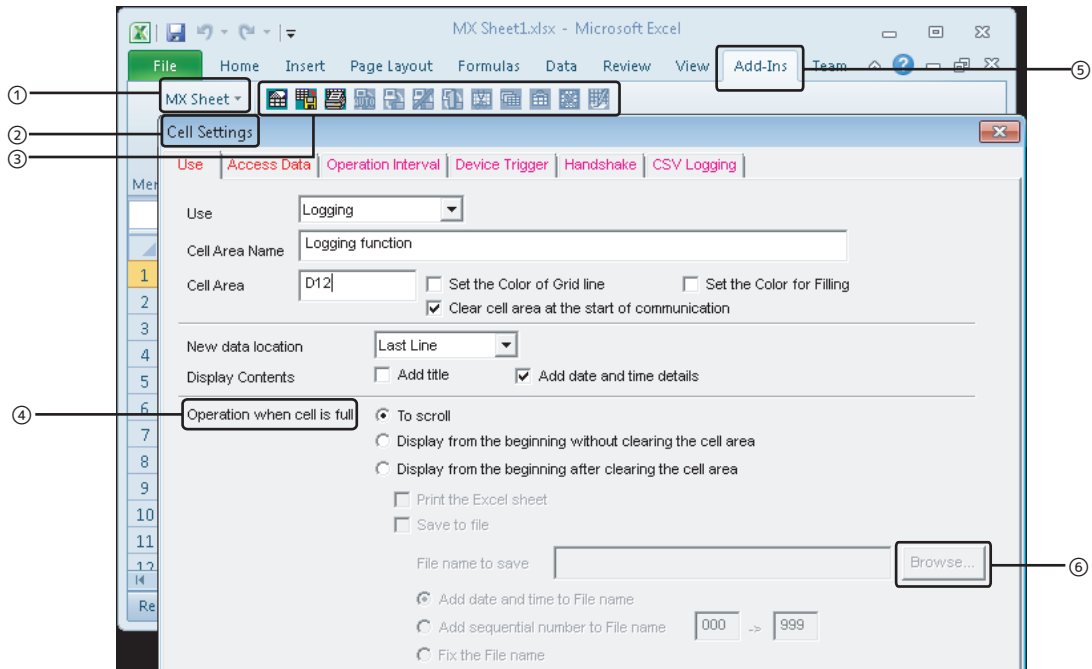 MX Sheet1.xlsx - Microsoft Excel
File Home Insert Page Layout Formulas Data Review View Add-Ins Team
⑤
① MX Sheet
② Cell Settings
③
Use Access Data Operation Interval Device Trigger Handshake CSV Logging
Mer
Use Logging
Cell Area Name Logging function
1 Cell Area D12 Set the Color of Grid line Set the Color for Filling
2 Clear cell area at the start of communication
3
4 New data location Last Line
5 Display Contents Add title Add date and time details
④ 6 Operation when cell is full To scroll
7 Display from the beginning without clearing the cell area
8 Display from the beginning after clearing the cell area
9 Print the Excel sheet
10 Save to file
11
12 File name to save Browse... ⑥
Re Add date and time to File name
Add sequential number to File name 000 -> 999
Fix the File name